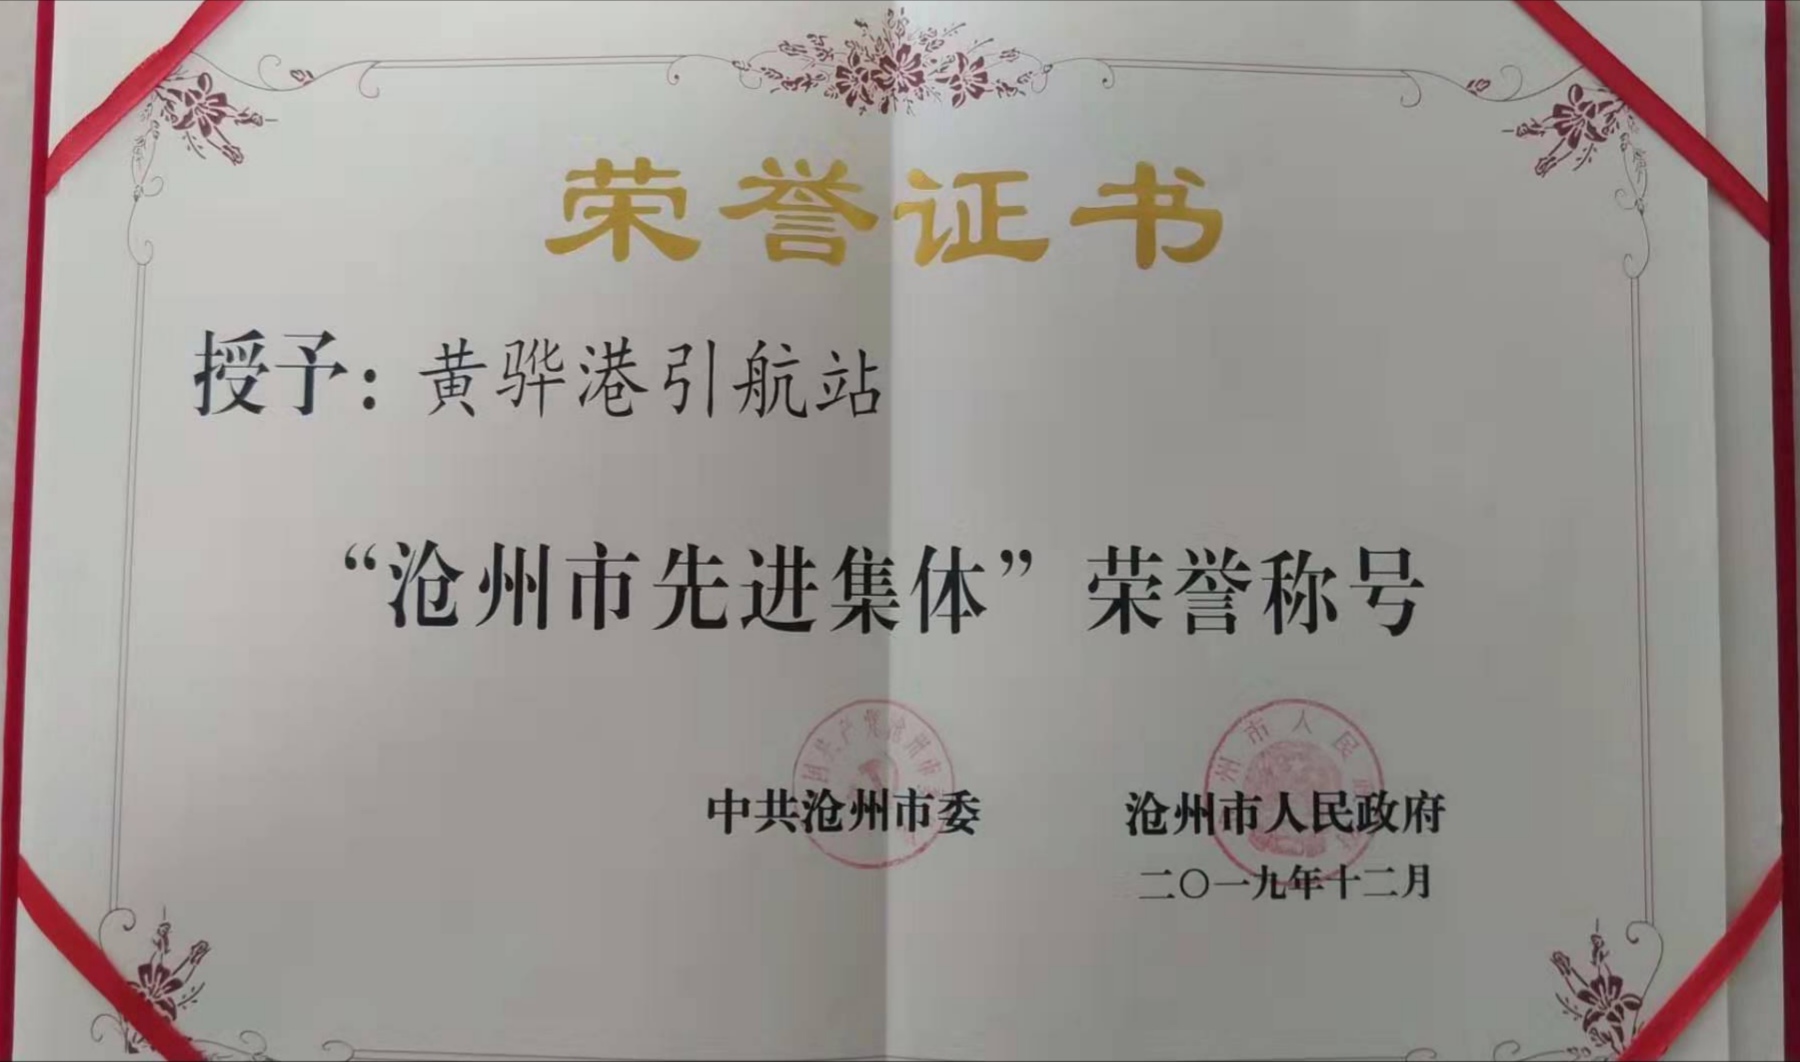 荣誉证书
授予：黄骅港引航站
“沧州市先进集体”荣誉称号
中共沧州市委 沧州市人民政府
二〇一九年十二月